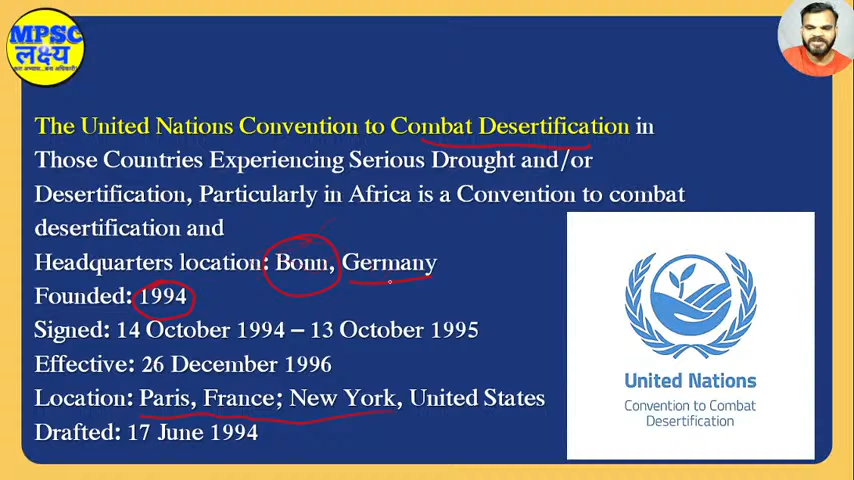 MPSC
लक्ष्य
The United Nations Convention to Combat Desertification in
Those Countries Experiencing Serious Drought and/or
Desertification, Particularly in Africa is a Convention to combat
desertification and
Headquarters location: Bonn, Germany
Founded: 1994
Signed: 14 October 1994 – 13 October 1995
Effective: 26 December 1996
Location: Paris, France; New York, United States
Drafted: 17 June 1994
United Nations
Convention to Combat
Desertification